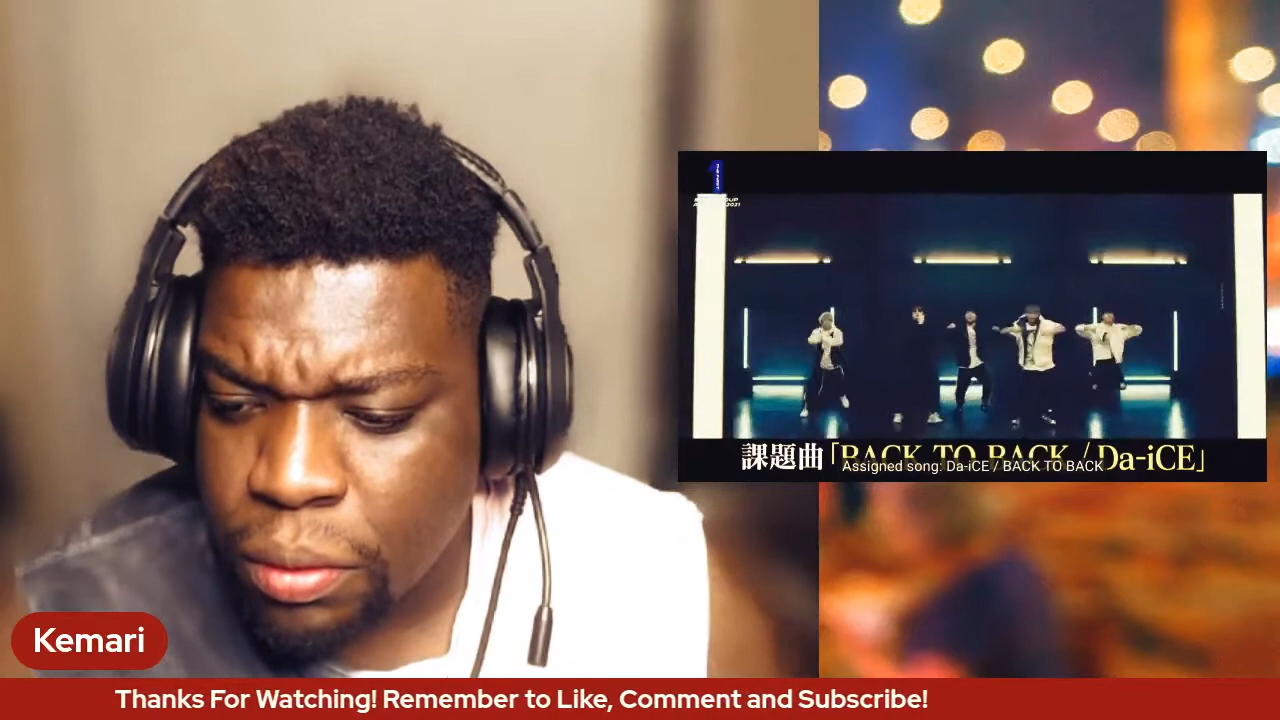 課題曲「BACK TO BACK / Da-iCE」
Assigned song: Da-iCE / BACK TO BACK
Kemari
Thanks For Watching! Remember to Like, Comment and Subscribe!